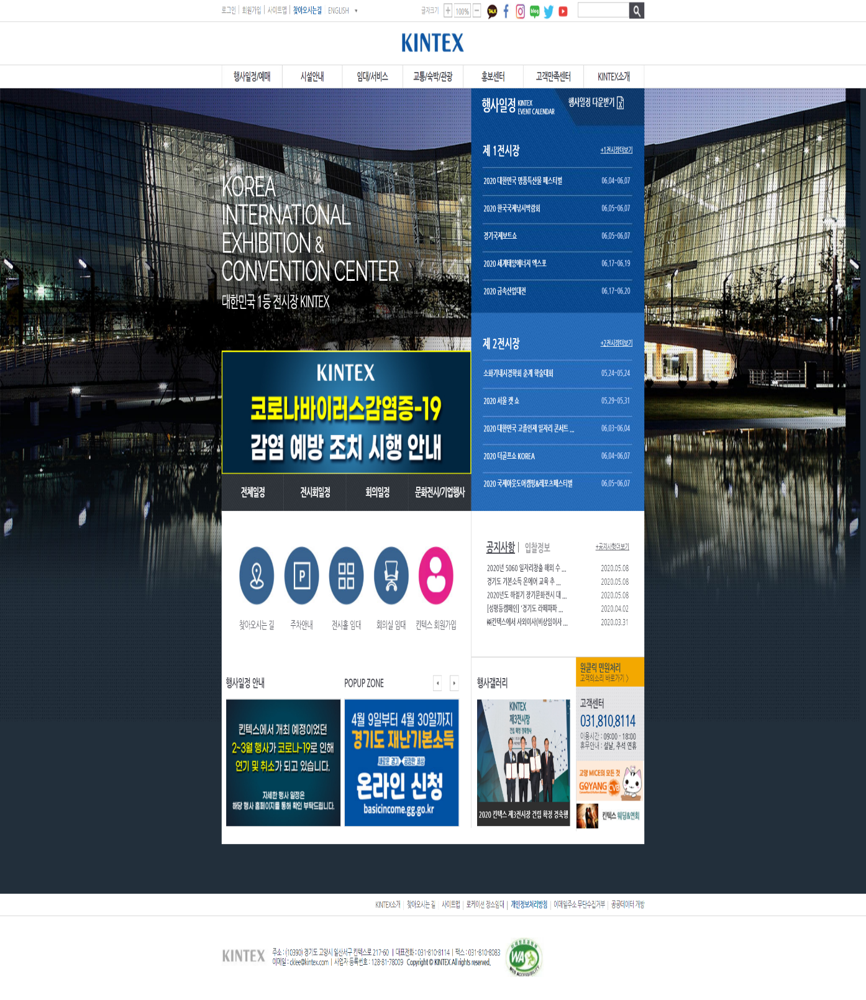 로그인 | 회원가입 | 사이트맵 | 찾아오시는길 | ENGLISH ▼
글자크기 + 100% −
TALK
blog
KINTEX
행사일정/예매
시설안내
임대/서비스
교통/숙박/관광
홍보센터
고객만족센터
KINTEX소개
KOREA
INTERNATIONAL
EXHIBITION &
CONVENTION CENTER
대한민국 1등 전시장 KINTEX
행사일정 KINTEX
EVENT CALENDAR
행사일정 다운받기
제 1전시장 +1전시장더보기
2020 대한민국 명품특산물 페스티벌 06.04~06.07
2020 한국국제낚시박람회 06.05~06.07
경기국제보트쇼 06.05~06.07
2020 세계태양에너지 엑스포 06.17~06.19
2020 금속산업대전 06.17~06.20
제 2전시장 +2전시장더보기
소화기내시경학회 춘계 학술대회 05.24~05.24
2020 서울 캣 쇼 05.29~05.31
2020 대한민국 고졸인재 일자리 콘서트 ... 06.03~06.04
2020 더골프쇼 KOREA 06.04~06.07
2020 국제아웃도어캠핑&레포츠페스티벌 06.05~06.07
KINTEX
코로나바이러스감염증-19
감염 예방 조치 시행 안내
전체일정
전시회일정
회의일정
문화전시/기업행사
P
찾아오시는 길
주차안내
전시홀 임대
회의실 임대
킨텍스 회원가입
공지사항 | 입찰정보 +공지사항더보기
2020년 5060 일자리창출 해외 수 ... 2020.05.08
경기도 기본소득 온에어 교육 추 ... 2020.05.08
2020년도 하절기 장기문화전시 대 ... 2020.05.08
[성평등캠페인] '경기도 라떼파파 ... 2020.04.02
㈜킨텍스에서 사외이사(비상임이사 ... 2020.03.31
행사일정 안내
킨텍스에서 개최 예정이었던
2~3월 행사가 코로나-19로 인해
연기 및 취소가 되고 있습니다.
자세한 행사 일정은
해당 행사 홈페이지를 통해 확인 부탁드립니다.
POPUP ZONE
4월 9일부터 4월 30일까지
경기도 재난기본소득
새로운 경기 공정한 세상
온라인 신청
basicincome.gg.go.kr
행사갤러리
KINTEX
제3전시장
건립 확정 경축행사
2020 킨텍스 제3전시장 건립 확정 경축행
원클릭 민원처리
고객의소리 바로가기 〉
고객센터
031.810.8114
이용시간 : 09:00 - 18:00
휴무안내 : 설날, 추석 연휴
고양 MICE의 모든 것
GOYANG CVB
킨텍스 웨딩&연회
KINTEX소개 | 찾아오시는 길 | 사이트맵 | 로케이션 장소임대 | 개인정보처리방침 | 이메일주소 무단수집거부 | 공공데이터 개방
KINTEX
주소 : (10390) 경기도 고양시 일산서구 킨텍스로 217-60 | 대표전화 : 031-810-8114 | 팩스 : 031-810-8083
이메일 : cklee@kintex.com | 사업자 등록번호 : 128-81-78009 Copyright © KINTEX All rights reserved.
WA
WEB ACCESSIBILITY